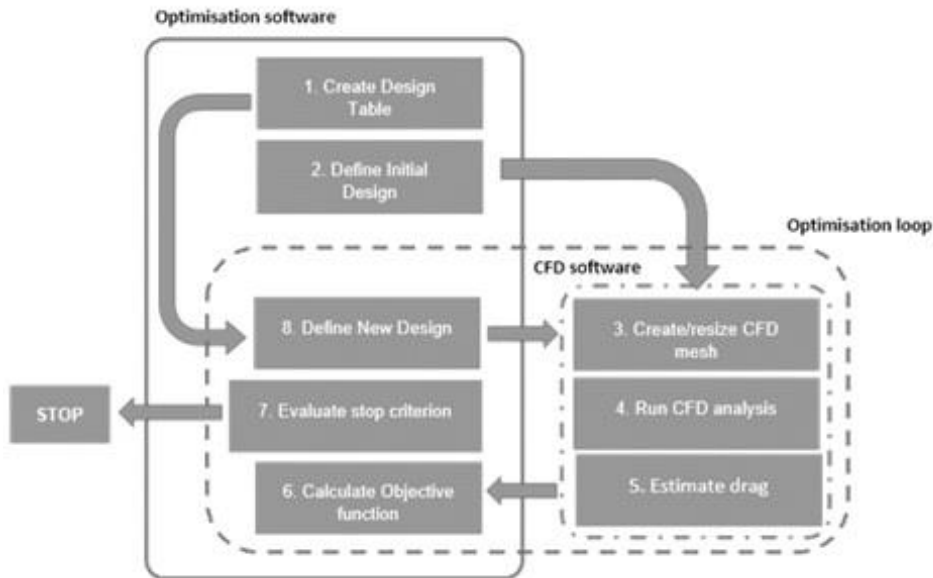 Optimisation software
1. Create Design
Table
2. Define Initial
Design
Optimisation loop
CFD software
3. Create/resize CFD
mesh
4. Run CFD analysis
5. Estimate drag
6. Calculate Objective
function
7. Evaluate stop criterion
8. Define New Design
STOP